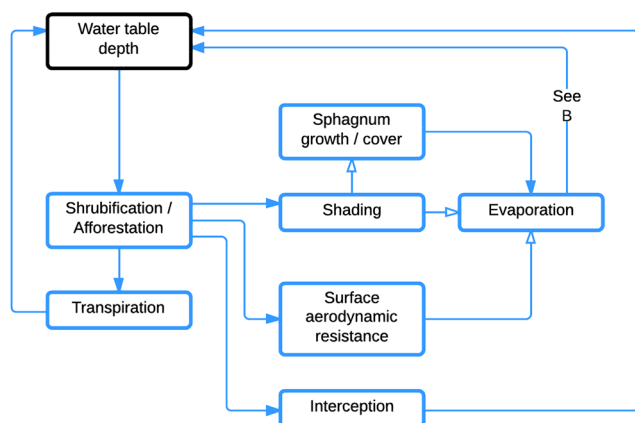 Water table
depth
See
B
Sphagnum
growth / cover
Shrubification /
Afforestation
Shading
Evaporation
Transpiration
Surface
aerodynamic
resistance
Interception